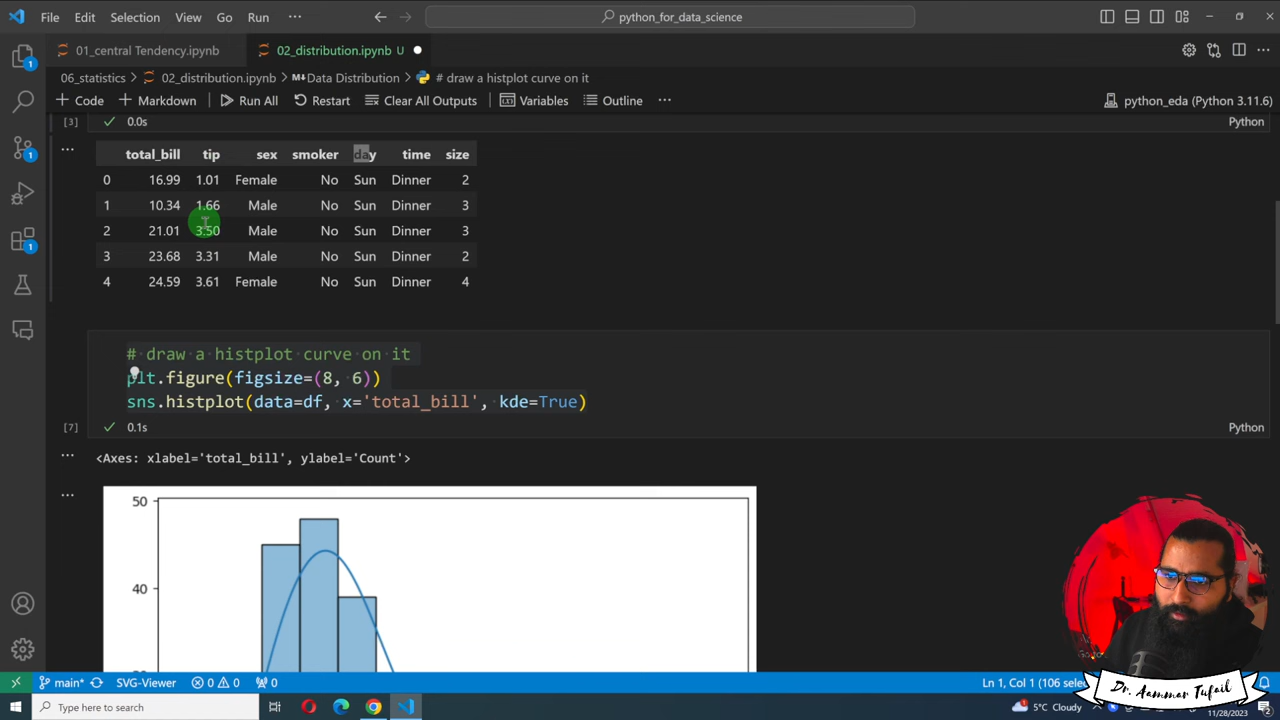 File Edit Selection View Go Run ··· python_for_data_science
01_central Tendency.ipynb 02_distribution.ipynb U
06_statistics > 02_distribution.ipynb > Data Distribution > # draw a histplot curve on it
+ Code + Markdown Run All Restart Clear All Outputs Variables Outline ··· python_eda (Python 3.11.6)
[3] 0.0s Python
total_bill tip sex smoker day time size
0 16.99 1.01 Female No Sun Dinner 2
1 10.34 1.66 Male No Sun Dinner 3
2 21.01 3.50 Male No Sun Dinner 3
3 23.68 3.31 Male No Sun Dinner 2
4 24.59 3.61 Female No Sun Dinner 4
# draw a histplot curve on it
plt.figure(figsize=(8, 6))
sns.histplot(data=df, x='total_bill', kde=True)
[7] 0.1s Python
<Axes: xlabel='total_bill', ylabel='Count'>
50
40
main* SVG-Viewer 0 0 0 Ln 1, Col 1 (106 selec
Dr. Aammar Tufail
Type here to search 5°C Cloudy 11/28/2023